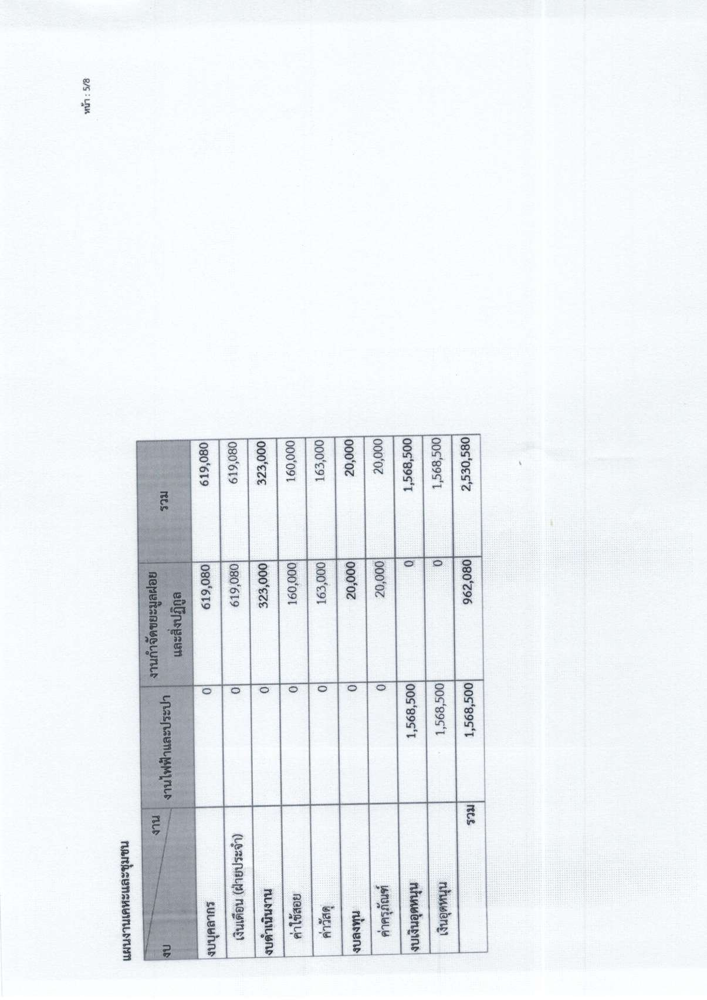 หน้า : 5/8
แผนงานเคหะและชุมชน
งาน
งบ
งานไฟฟ้าและประปา
งานกำจัดขยะมูลฝอย
และสิ่งปฏิกูล
รวม
งบบุคลากร 0 619,080 619,080
เงินเดือน (ฝ่ายประจำ) 0 619,080 619,080
งบดำเนินงาน 0 323,000 323,000
ค่าใช้สอย 0 160,000 160,000
ค่าวัสดุ 0 163,000 163,000
งบลงทุน 0 20,000 20,000
ค่าครุภัณฑ์ 0 20,000 20,000
งบเงินอุดหนุน 1,568,500 0 1,568,500
เงินอุดหนุน 1,568,500 0 1,568,500
รวม 1,568,500 962,080 2,530,580